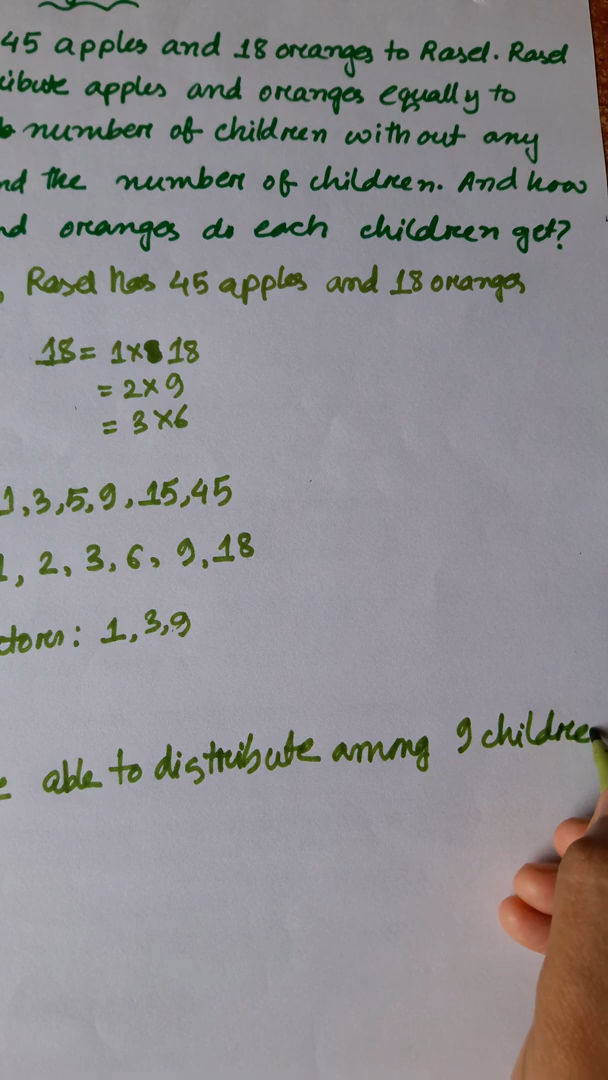 45 apples and 18 oranges to Rasel. Rasel
ribute apples and oranges equally to
number of children without any
nd the number of children. And how
nd oranges do each children get?
, Rasel has 45 apples and 18 oranges
18 = 1×18
= 2×9
= 3×6
1,3,5,9,15,45
1, 2, 3, 6, 9, 18
ctors: 1,3,9
e able to distribute among 9 childre